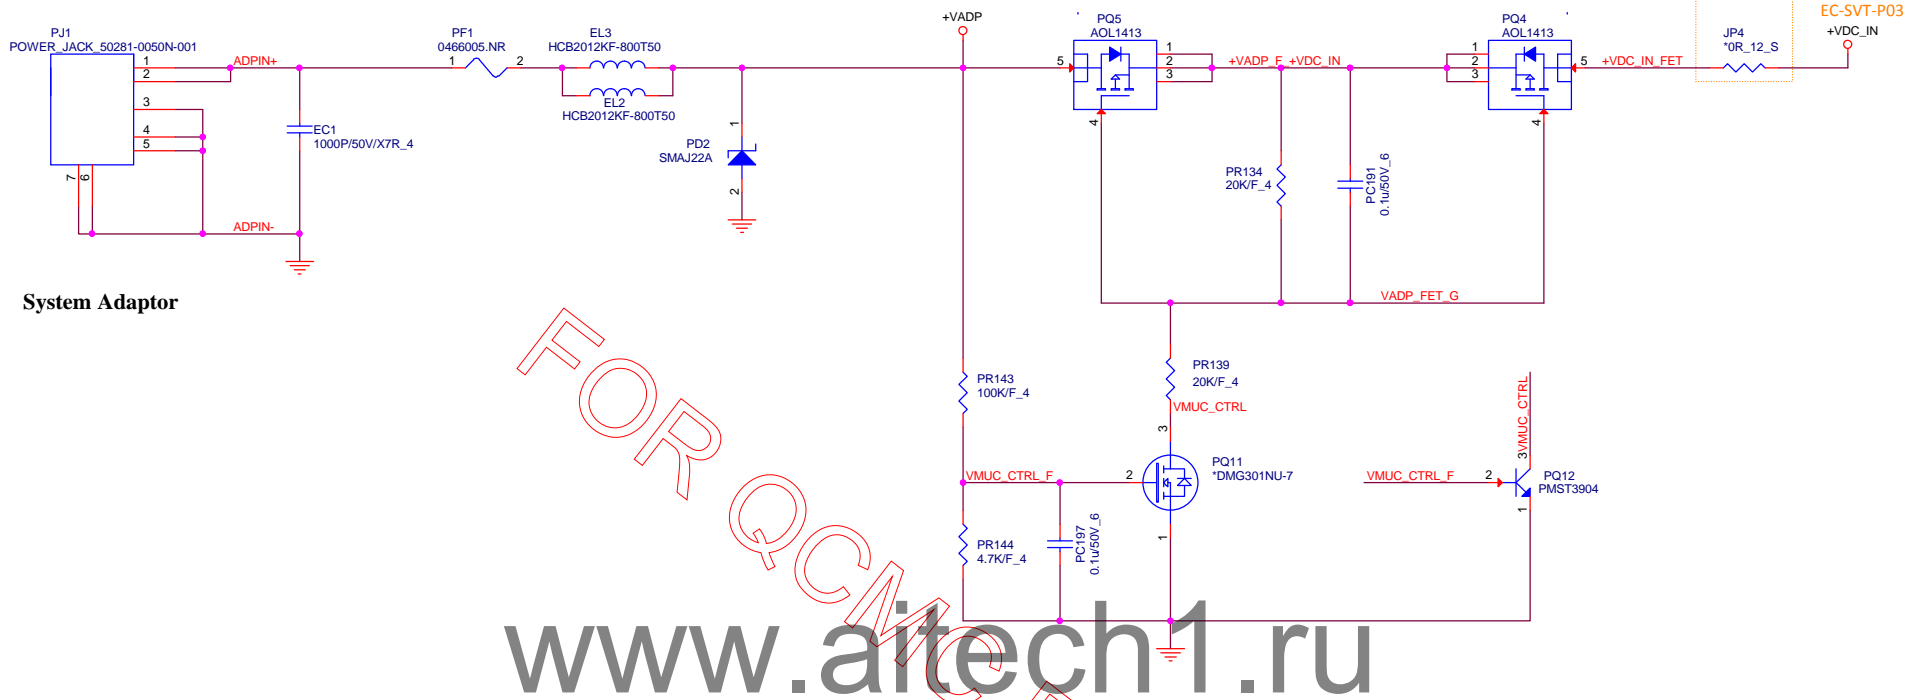 EC-SVT-P03
+VADP
+VDC_IN
PJ1
POWER_JACK_50281-0050N-001
1
2
3
4
5
7
6
ADPIN+
ADPIN-
EC1
1000P/50V/X7R_4
PF1
0466005.NR
1
2
EL3
HCB2012KF-800T50
EL2
HCB2012KF-800T50
1
PD2
SMAJ22A
2
PQ5
AOL1413
5
1
2
3
4
+VADP_F_+VDC_IN
PR134
20K/F_4
PC191
0.1u/50V_6
PQ4
AOL1413
1
2
3
5
4
+VDC_IN_FET
JP4
*0R_12_S
VADP_FET_G
System Adaptor
PR143
100K/F_4
PR139
20K/F_4
VMUC_CTRL
3
VMUC_CTRL_F
2
PQ11
*DMG301NU-7
1
PR144
4.7K/F_4
PC197
0.1u/50V_6
VMUC_CTRL
3
VMUC_CTRL_F
2
PQ12
PMST3904
1
FOR QCMC
www.aitech1.ru